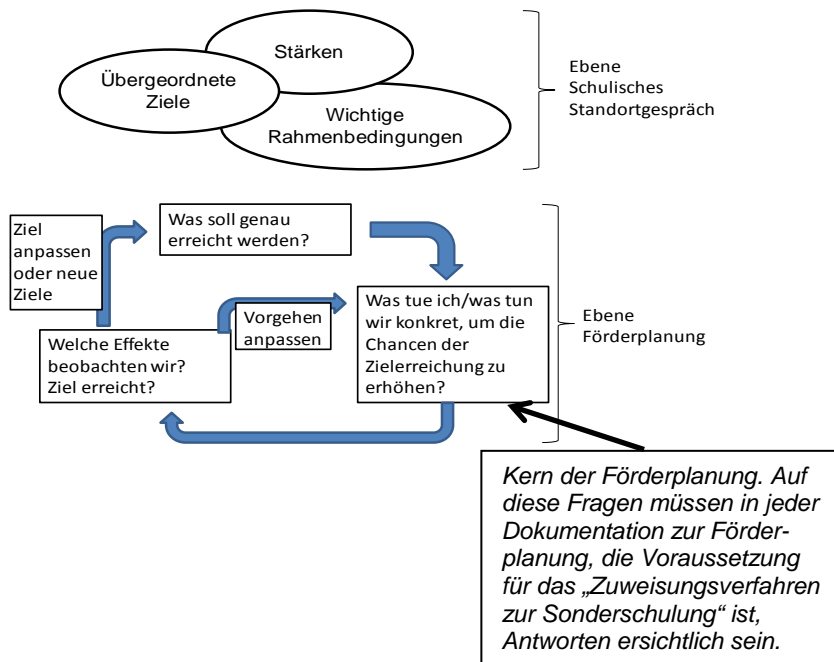 Stärken
Übergeordnete
Ziele
Wichtige
Rahmenbedingungen
Ebene
Schulisches
Standortgespräch
Ziel
anpassen
oder neue
Ziele
Was soll genau
erreicht werden?
Vorgehen
anpassen
Was tue ich/was tun
wir konkret, um die
Chancen der
Zielerreichung zu
erhöhen?
Welche Effekte
beobachten wir?
Ziel erreicht?
Ebene
Förderplanung
Kern der Förderplanung. Auf
diese Fragen müssen in jeder
Dokumentation zur Förder-
planung, die Voraussetzung
für das „Zuweisungsverfahren
zur Sonderschulung“ ist,
Antworten ersichtlich sein.